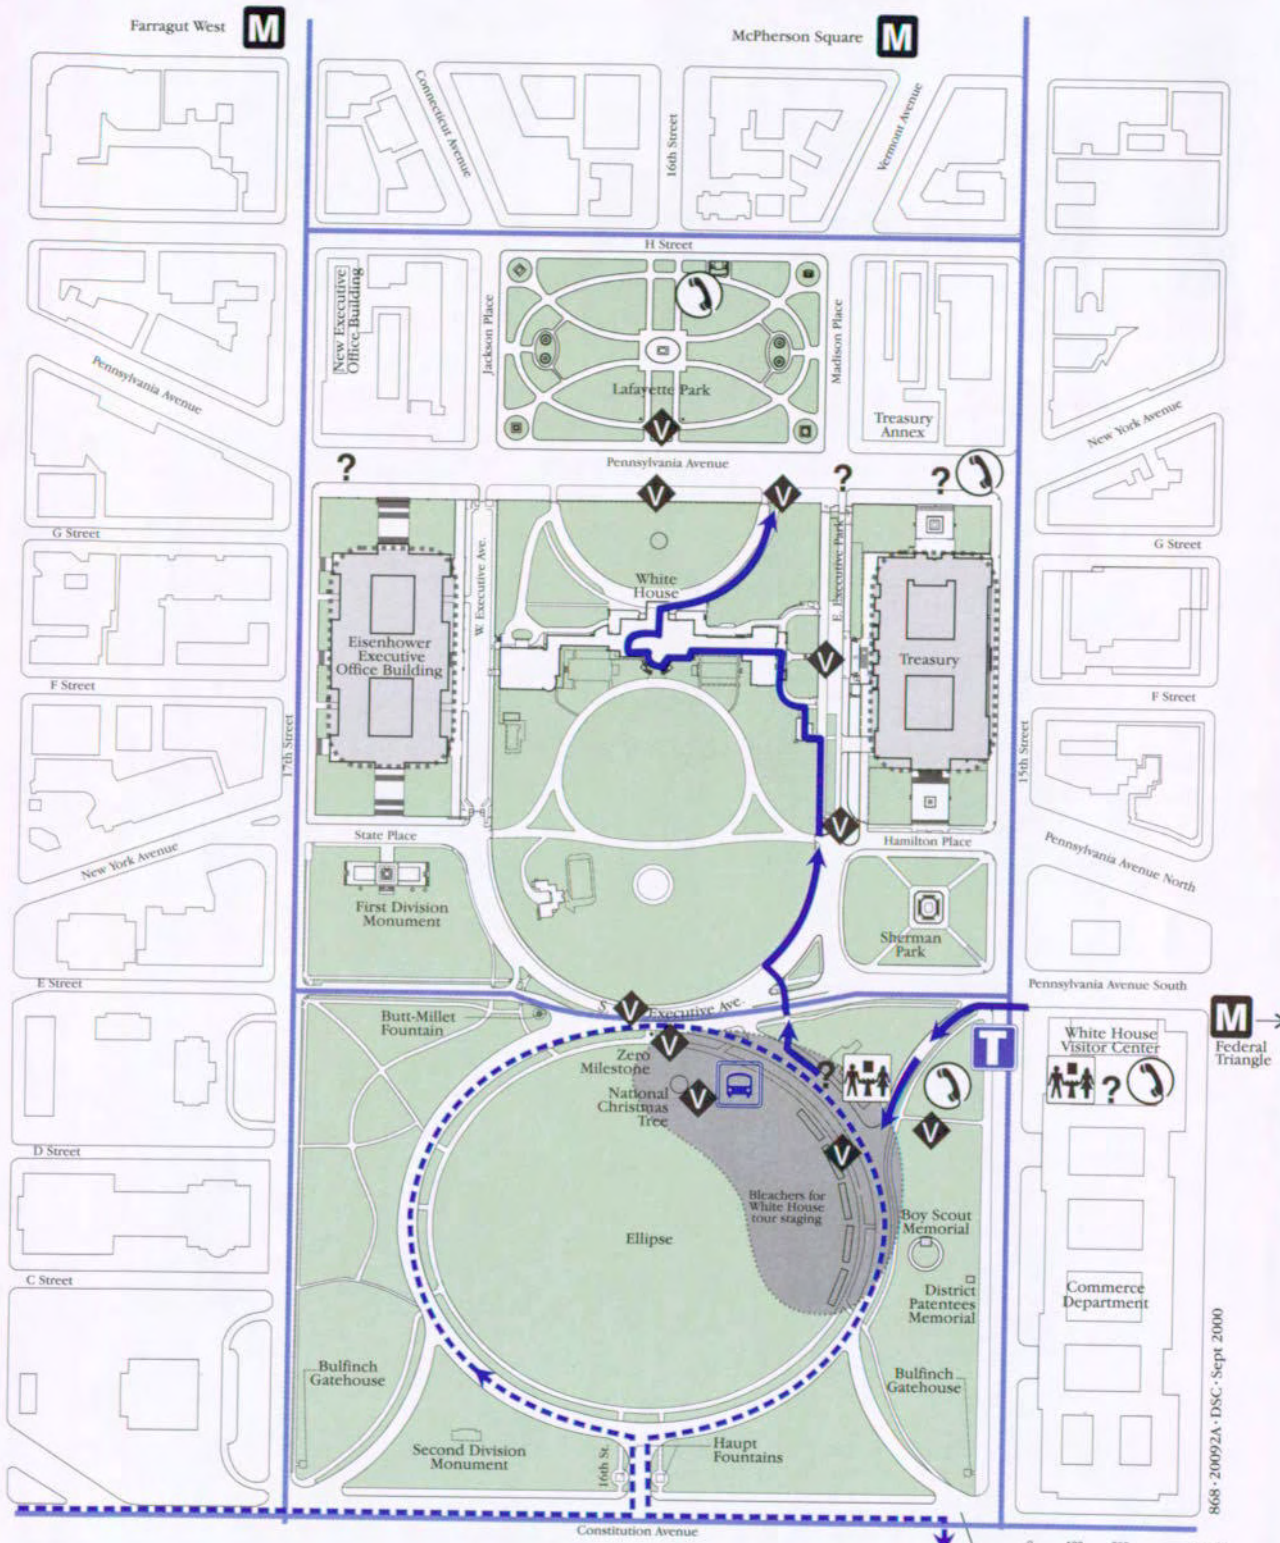 Farragut West
M
McPherson Square
M
Connecticut Avenue
16th Street
Vermont Avenue
H Street
New Executive
Office Building
Jackson Place
Lafayette Park
Madison Place
Treasury
Annex
Pennsylvania Avenue
New York Avenue
V
Pennsylvania Avenue
?
V
V
?
?
G Street
G Street
W. Executive Ave.
White
House
E. Executive Park
Eisenhower
Executive
Office Building
V
Treasury
F Street
F Street
17th Street
15th Street
State Place
V
Hamilton Place
New York Avenue
Pennsylvania Avenue North
First Division
Monument
Sherman
Park
E Street
Pennsylvania Avenue South
Butt-Millet
Fountain
V
S. Executive Ave.
M
Federal
Triangle
T
White House
Visitor Center
Zero
Milestone
V
National
Christmas
Tree
V
?
?
V
V
D Street
Bleachers for
White House
tour staging
Ellipse
Boy Scout
Memorial
C Street
District
Patentees
Memorial
Commerce
Department
Bulfinch
Gatehouse
Bulfinch
Gatehouse
Second Division
Monument
16th St.
Haupt
Fountains
868·20092A·DSC·Sept 2000
Constitution Avenue